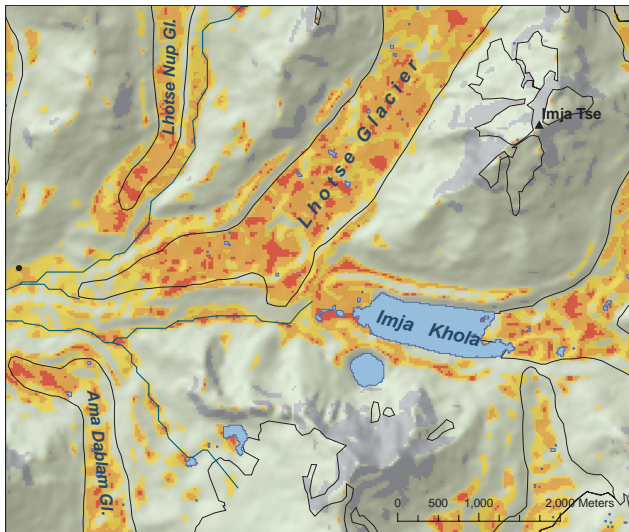 Lhotse Nup Gl.
Lhotse Glacier
Imja Tse
Imja Khola
Ama Dablam Gl.
0 500 1,000 2,000 Meters